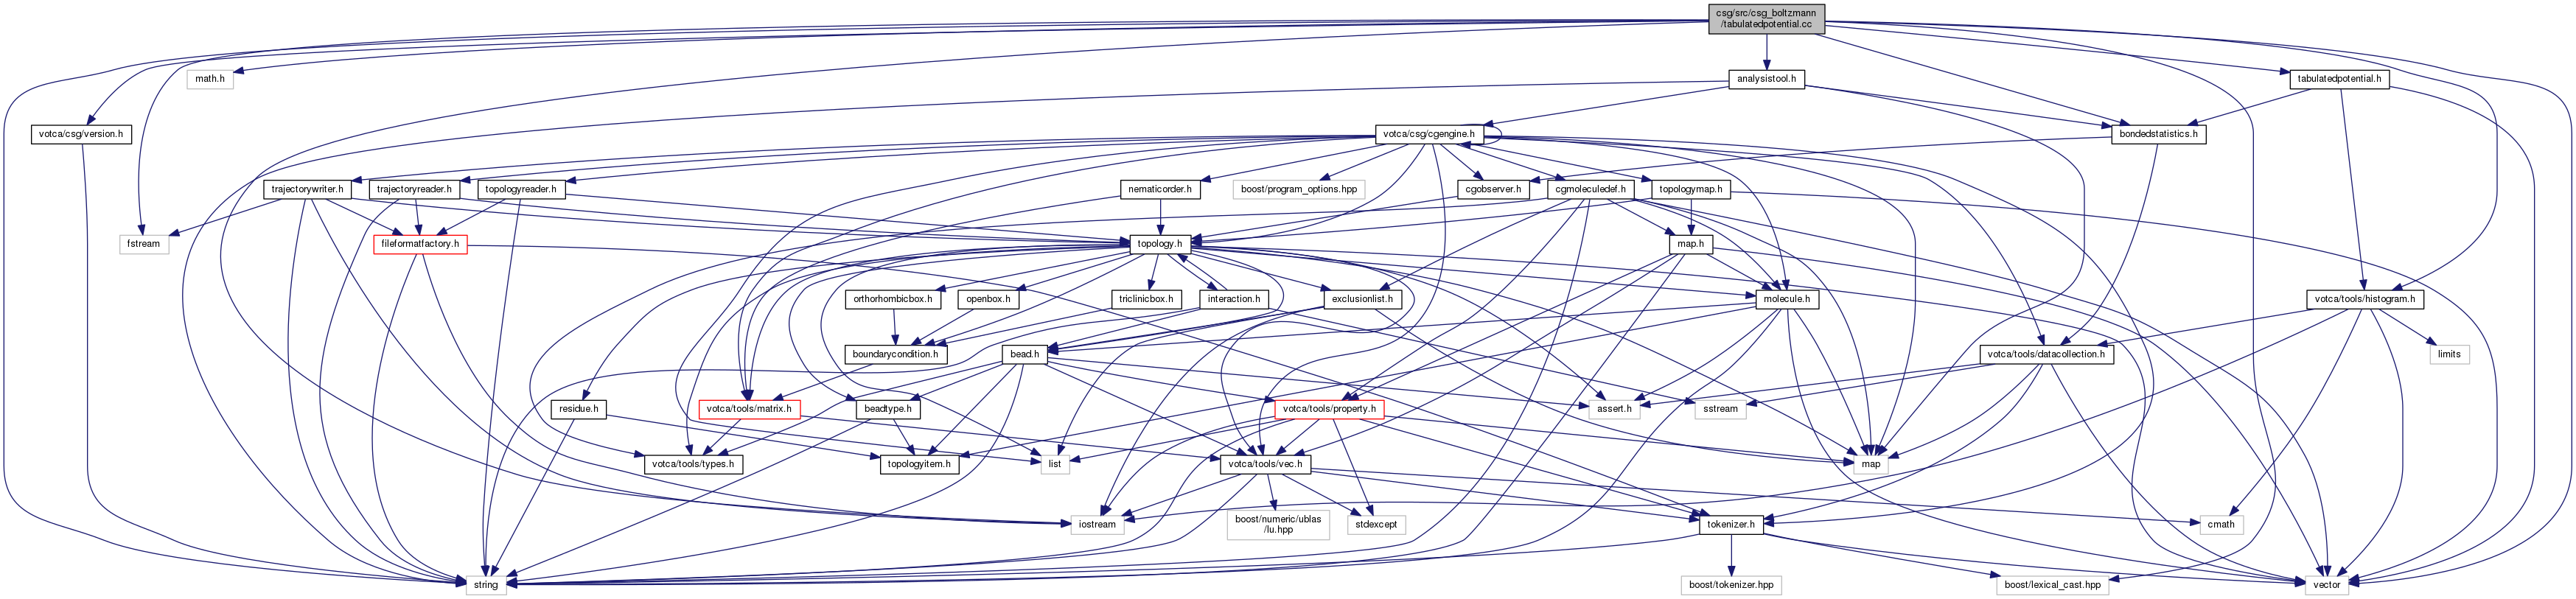 csg/src/csg_boltzmann
/tabulatedpotential.cc
math.h
analysistool.h
tabulatedpotential.h
votca/csg/version.h
votca/csg/cgengine.h
bondedstatistics.h
trajectorywriter.h
trajectoryreader.h
topologyreader.h
nematicorder.h
boost/program_options.hpp
cgobserver.h
cgmoleculedef.h
topologymap.h
fstream
fileformatfactory.h
topology.h
map.h
orthorhombicbox.h
openbox.h
triclinicbox.h
interaction.h
exclusionlist.h
molecule.h
votca/tools/histogram.h
boundarycondition.h
bead.h
votca/tools/datacollection.h
limits
residue.h
votca/tools/matrix.h
beadtype.h
votca/tools/property.h
assert.h
sstream
votca/tools/types.h
topologyitem.h
list
votca/tools/vec.h
map
iostream
boost/numeric/ublas
/lu.hpp
stdexcept
tokenizer.h
cmath
string
boost/tokenizer.hpp
boost/lexical_cast.hpp
vector